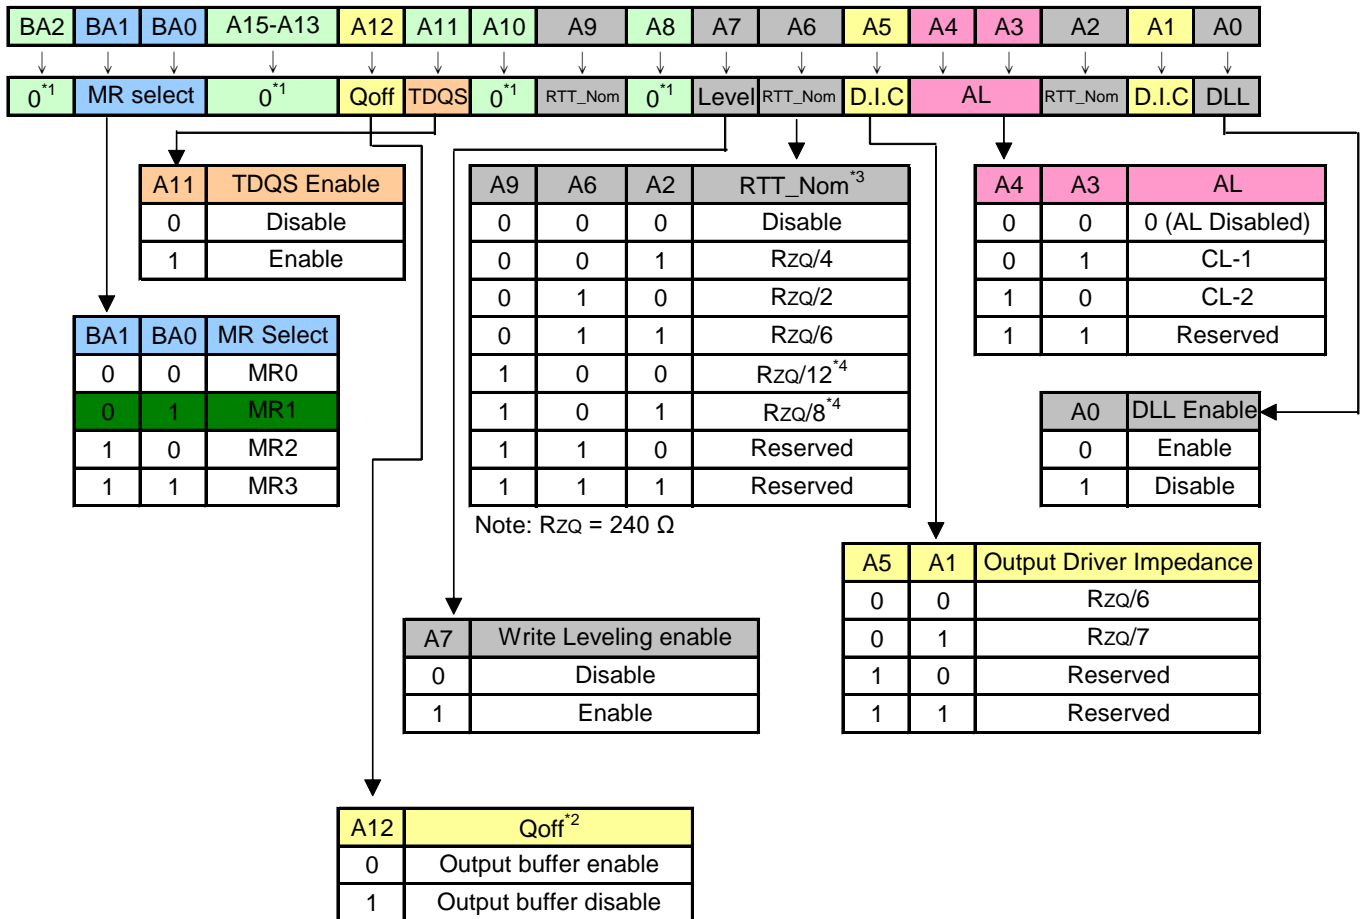 BA2 BA1 BA0 A15-A13 A12 A11 A10 A9 A8 A7 A6 A5 A4 A3 A2 A1 A0
0*1 MR select 0*1 Qoff TDQS 0*1 RTT_Nom 0*1 Level RTT_Nom D.I.C AL RTT_Nom D.I.C DLL
A11 TDQS Enable
0 Disable
1 Enable
BA1 BA0 MR Select
0 0 MR0
0 1 MR1
1 0 MR2
1 1 MR3
A9 A6 A2 RTT_Nom*3
0 0 0 Disable
0 0 1 RZQ/4
0 1 0 RZQ/2
0 1 1 RZQ/6
1 0 0 RZQ/12*4
1 0 1 RZQ/8*4
1 1 0 Reserved
1 1 1 Reserved
Note: RZQ = 240 Ω
A4 A3 AL
0 0 0 (AL Disabled)
0 1 CL-1
1 0 CL-2
1 1 Reserved
A0 DLL Enable
0 Enable
1 Disable
A5 A1 Output Driver Impedance
0 0 RZQ/6
0 1 RZQ/7
1 0 Reserved
1 1 Reserved
A7 Write Leveling enable
0 Disable
1 Enable
A12 Qoff*2
0 Output buffer enable
1 Output buffer disable